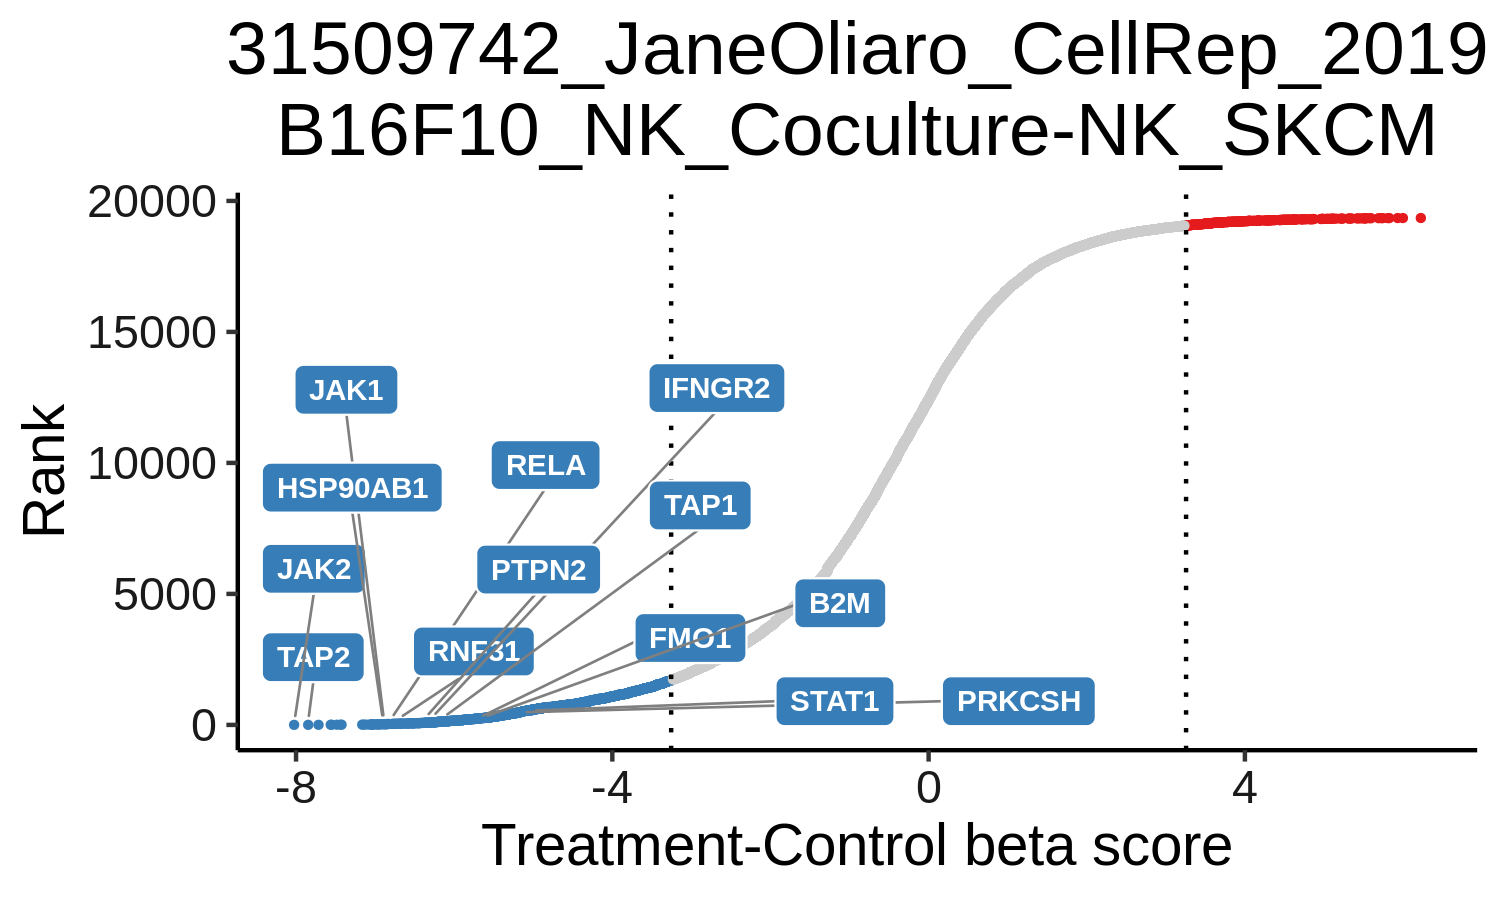 31509742_JaneOliaro_CellRep_2019
B16F10_NK_Coculture-NK_SKCM
20000
15000
10000
5000
0
Rank
JAK1
IFNGR2
RELA
HSP90AB1
TAP1
JAK2
PTPN2
B2M
FMO1
RNF31
TAP2
STAT1
PRKCSH
-8
-4
0
4
Treatment-Control beta score